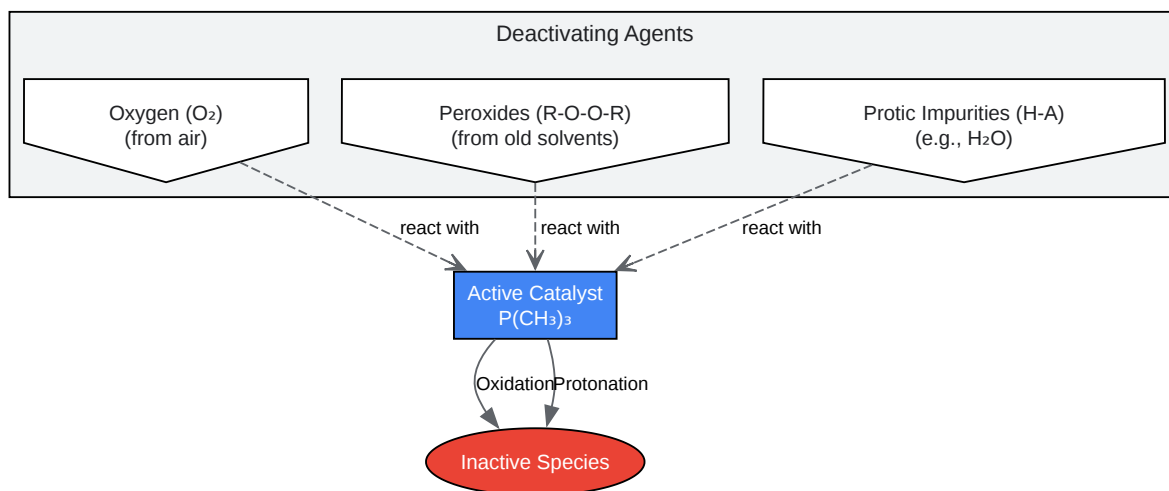 Deactivating Agents
Oxygen (O₂)
(from air)
Peroxides (R-O-O-R)
(from old solvents)
Protic Impurities (H-A)
(e.g., H₂O)
react with
react with
react with
Active Catalyst
P(CH₃)₃
Oxidation
Protonation
Inactive Species